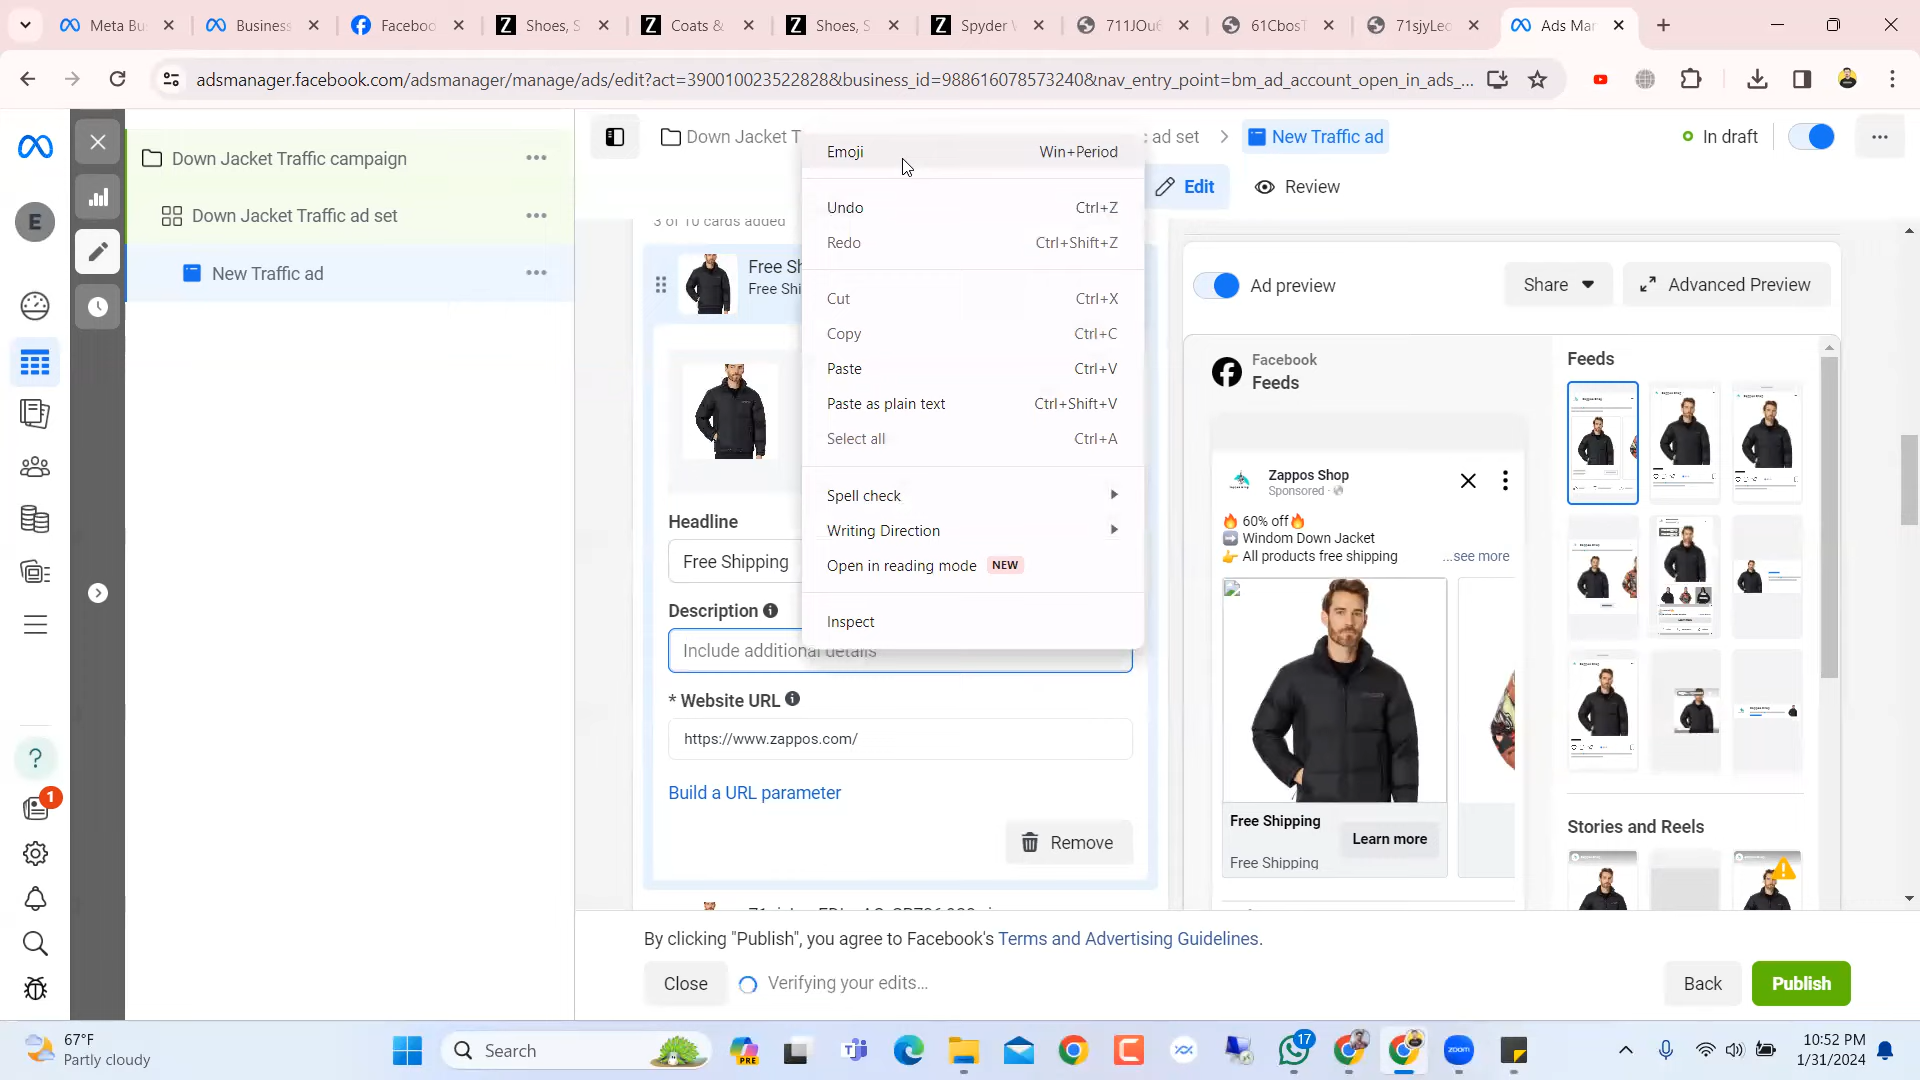 Meta Bu
Business
Faceboo
Shoes, S
Coats &
Shoes, S
Spyder
711JOu6
61CbosT
71sjyLeo
Ads Mar
adsmanager.facebook.com/adsmanager/manage/ads/edit?act=390010023522828&business_id=988616078573240&nav_entry_point=bm_ad_account_open_in_ads_...
E
1
?
Down Jacket Traffic campaign
Down Jacket Traffic ad set
New Traffic ad
Down Jacket T
ad set
New Traffic ad
In draft
Edit
Review
3 of 10 cards added
Free Sh
Free Shi
Emoji Win+Period
Undo Ctrl+Z
Redo Ctrl+Shift+Z
Cut Ctrl+X
Copy Ctrl+C
Paste Ctrl+V
Paste as plain text Ctrl+Shift+V
Select all Ctrl+A
Spell check
Writing Direction
Open in reading mode NEW
Inspect
Headline
Free Shipping
Description
Include additional details
* Website URL
https://www.zappos.com/
Build a URL parameter
Remove
Ad preview
Share
Advanced Preview
Facebook
Feeds
Zappos Shop
Sponsored ·
🔥 60% off🔥
➡️ Windom Down Jacket
👉 All products free shipping ...see more
Free Shipping
Learn more
Free Shipping
Feeds
Stories and Reels
By clicking "Publish", you agree to Facebook's Terms and Advertising Guidelines.
Close
Verifying your edits...
Back
Publish
67°F
Partly cloudy
Search
PRE
17
zoom
10:52 PM
1/31/2024